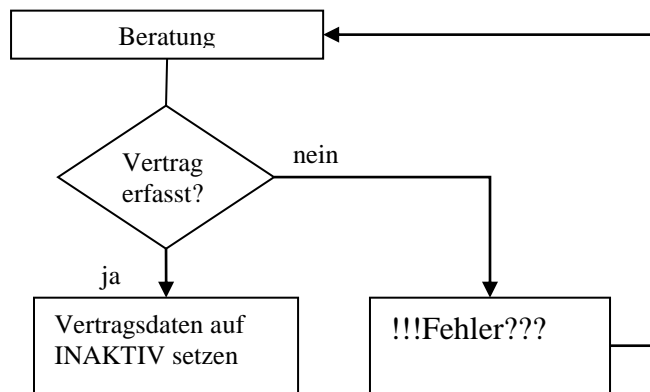 Beratung
Vertrag
erfasst?
nein
ja
Vertragsdaten auf
INAKTIV setzen
!!!Fehler???